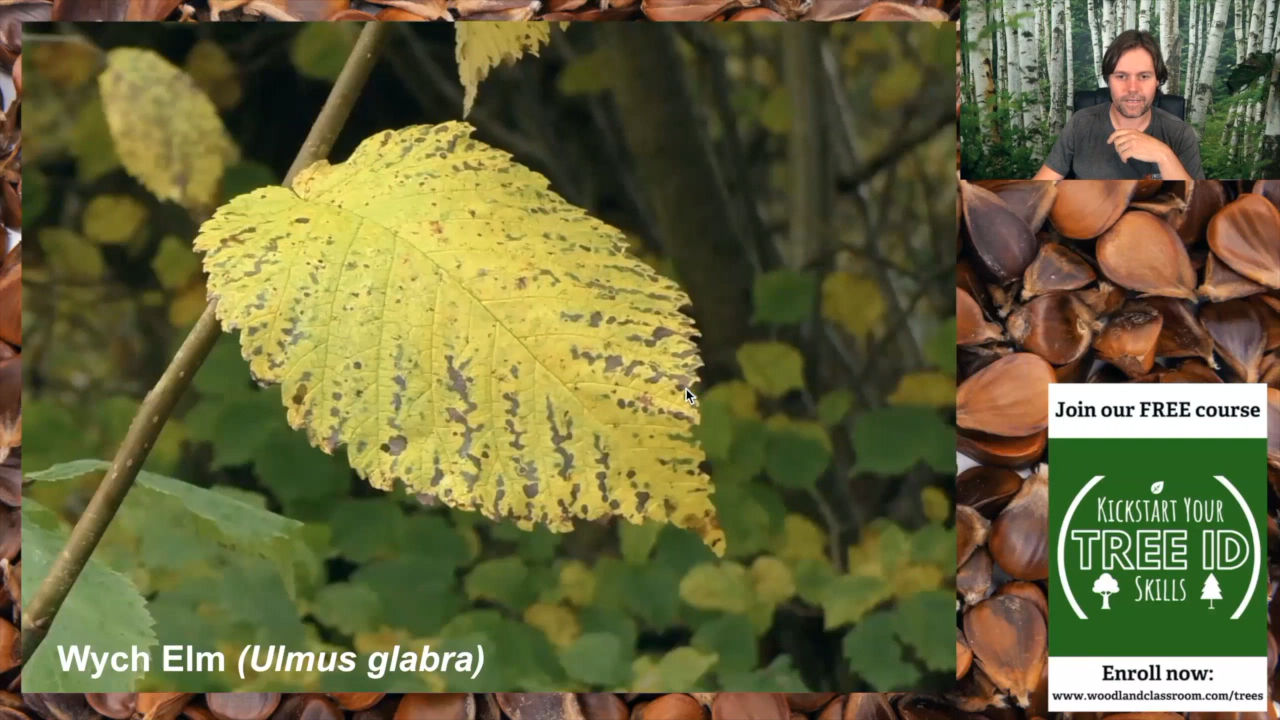 Wych Elm (Ulmus glabra)
Join our FREE course
KICKSTART YOUR
TREE ID
SKILLS
Enroll now:
www.woodlandclassroom.com/trees